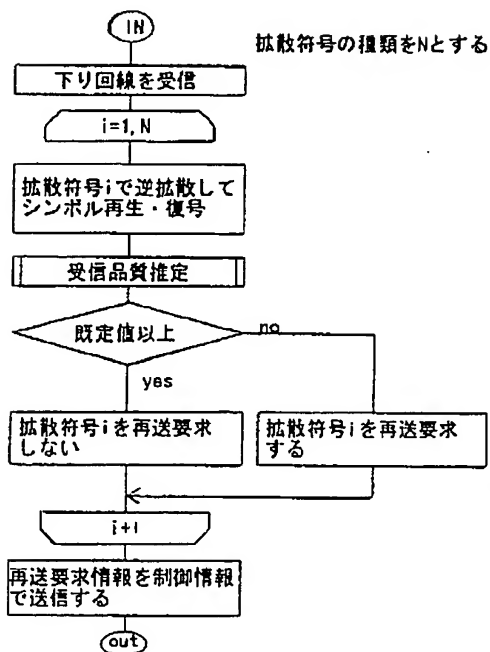 IN
拡散符号の種類をNとする
下り回線を受信
i=1,N
拡散符号iで逆拡散して
シンボル再生・復号
受信品質推定
既定値以上
no
yes
拡散符号iを再送要求
しない
拡散符号iを再送要求
する
i+i
再送要求情報を制御情報
で送信する
out